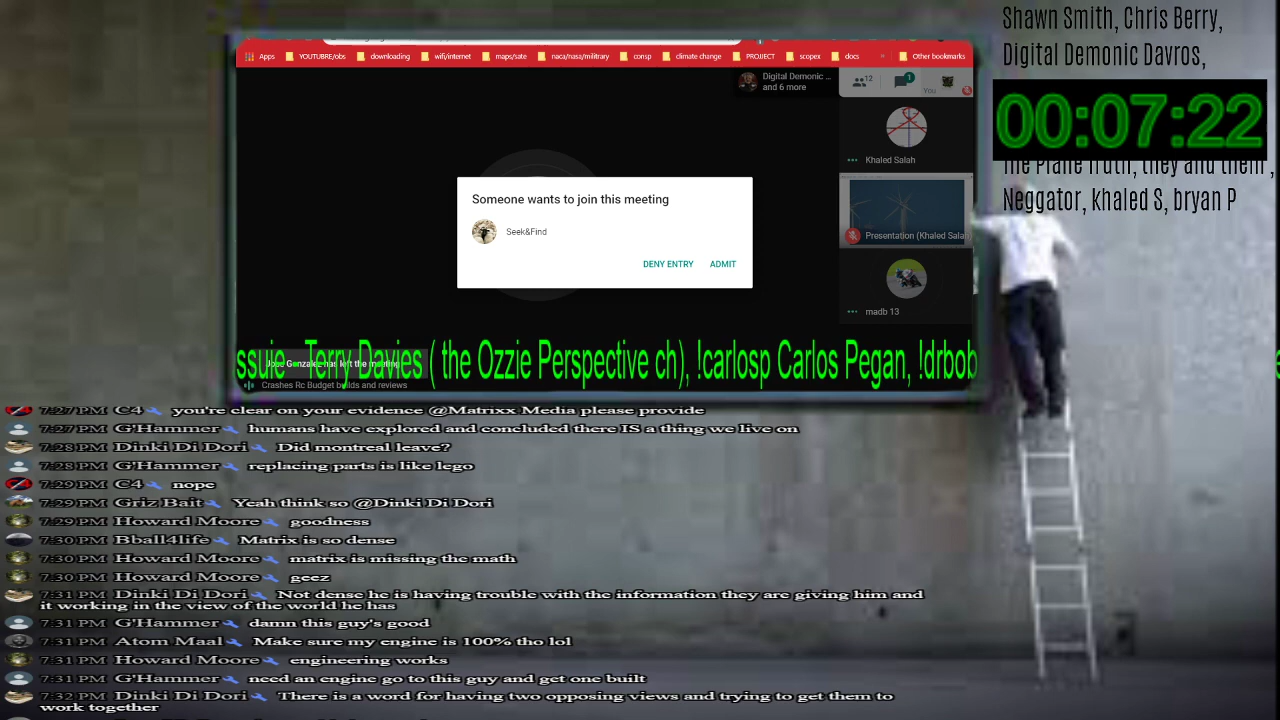 Shawn Smith, Chris Berry,
Digital Demonic Davros,
00:07:22
the Plane Truth, they and them ,
Neggator, khaled S, bryan P
Apps YOUTUBRE/obs downloading wifi/internet maps/sate naca/nasa/militrary consp climate change PROJJECT scopex docs Other bookmarks
Digital Demonic ...
and 6 more
12
1
You
Khaled Salah
Someone wants to join this meeting
Seek&Find
DENY ENTRY ADMIT
Presentation (Khaled Salah)
madb 13
ssuie - Terry Davies ( the Ozzie Perspective ch), !carlosp Carlos Pegan, !drbob
Jose Gonzalez has left the meeting
Crashes Rc Budget builds and reviews
7:27 PM C4 you're clear on your evidence @Matrixx Media please provide
7:27 PM G'Hammer humans have explored and concluded there IS a thing we live on
7:28 PM Dinki Di Dori Did montreal leave?
7:28 PM G'Hammer replacing parts is like lego
7:29 PM C4 nope
7:29 PM Griz Bait Yeah think so @Dinki Di Dori
7:29 PM Howard Moore goodness
7:30 PM Bball4life Matrix is so dense
7:30 PM Howard Moore matrix is missing the math
7:30 PM Howard Moore geez
7:31 PM Dinki Di Dori Not dense he is having trouble with the information they are giving him and
it working in the view of the world he has
7:31 PM G'Hammer damn this guy's good
7:31 PM Atom Maal Make sure my engine is 100% tho lol
7:31 PM Howard Moore engineering works
7:31 PM G'Hammer need an engine go to this guy and get one built
7:32 PM Dinki Di Dori There is a word for having two opposing views and trying to get them to
work together